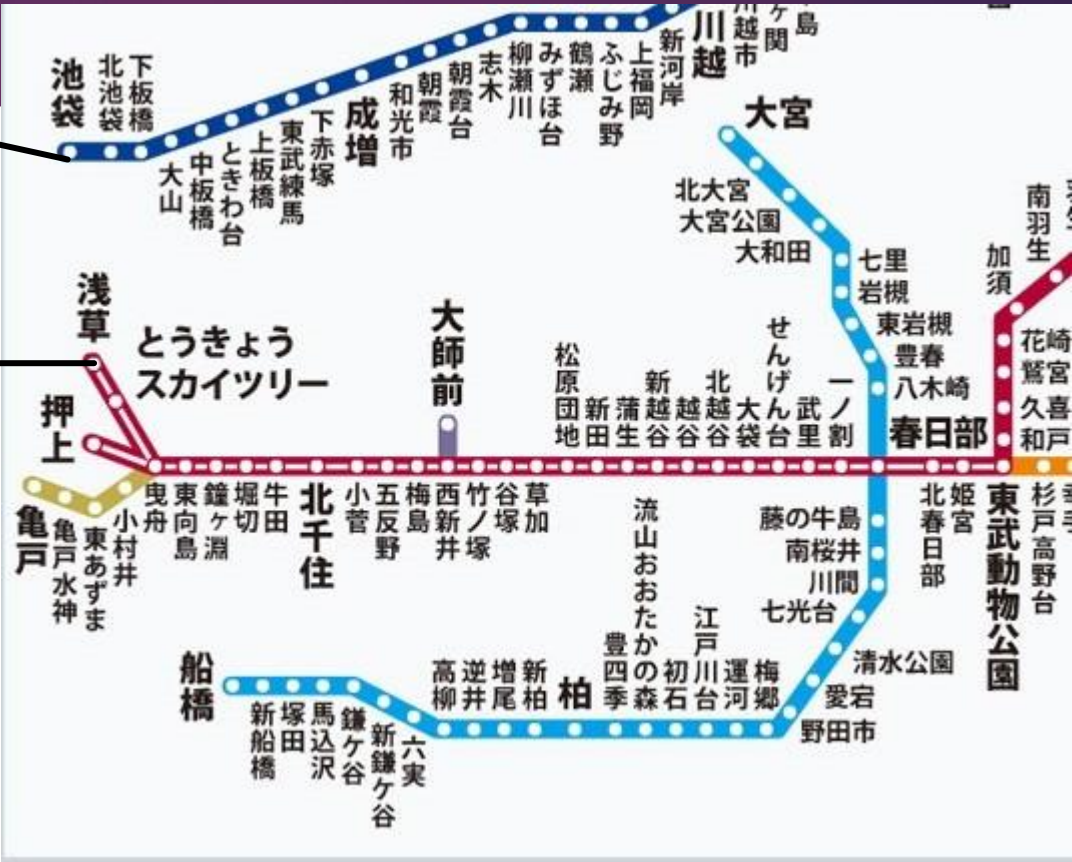 池袋
北池袋
下板橋
大山
中板橋
ときわ台
上板橋
東武練馬
下赤塚
成増
和光市
朝霞
朝霞台
志木
柳瀬川
みずほ台
鶴瀬
ふじみ野
上福岡
新河岸
川越
川越市
大宮
北大宮
大宮公園
大和田
七里
岩槻
東岩槻
豊春
八木崎
春日部
藤の牛島
南桜井
川間
七光台
清水公園
愛宕
野田市
梅郷
運河
江戸川台
初石
流山おおたかの森
豊四季
柏
新柏
増尾
逆井
高柳
六実
新鎌ケ谷
鎌ケ谷
馬込沢
塚田
新船橋
船橋
浅草
とうきょう
スカイツリー
押上
曳舟
東向島
鐘ヶ淵
堀切
牛田
北千住
小菅
五反野
梅島
西新井
大師前
竹ノ塚
谷塚
草加
松原団地
新田
蒲生
新越谷
越谷
北越谷
大袋
せんげん台
武里
一ノ割
北春日部
姫宮
東武動物公園
杉戸高野台
和戸
久喜
鷲宮
花崎
加須
南羽生
亀戸
亀戸水神
東あずま
小村井